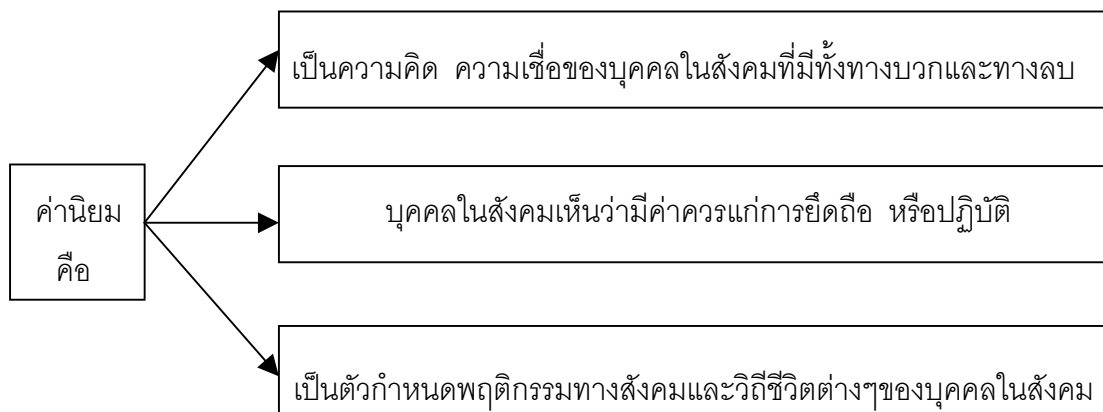 เป็นความคิด ความเชื่อของบุคคลในสังคมที่มีทั้งทางบวกและทางลบ
ค่านิยม
คือ
บุคคลในสังคมเห็นว่ามีค่าควรแก่การยึดถือ หรือปฏิบัติ
เป็นตัวกำหนดพฤติกรรมทางสังคมและวิถีชีวิตต่างๆของบุคคลในสังคม